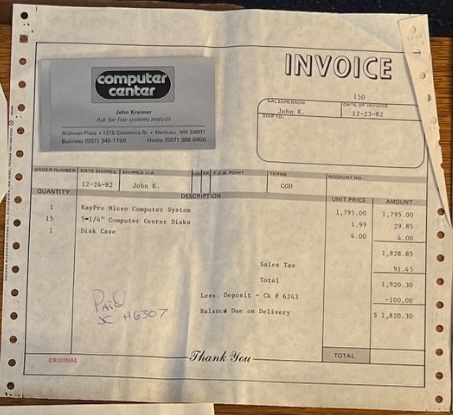 INVOICE
computer
center
John Kraimer
Ask for free systems analysis
Midwest Plaza • 1215 Caledonia St. • Mankato, MN 56001
Business (507) 345-1750 Home (507) 388-6806
150
SALESPERSON DATE OF INVOICE
John K. 12-23-82
SHIP TO:
ORDER NUMBER DATE SHIPPED SHIPPED VIA F.O.B. POINT TERMS ACCOUNT NO.
12-24-82 John K. COD
QUANTITY DESCRIPTION UNIT PRICE AMOUNT
1 KayPro Micro Computer System 1,795.00 1,795.00
15 5-1/4" Computer Center Disks 1.99 29.85
1 Disk Case 4.00 4.00
1,828.85
Sales Tax 91.45
Total 1,920.30
Less: Deposit - Ck # 6243 -100.00
Balance Due on Delivery $ 1,820.30
Paid
#6307
ORIGINAL Thank You TOTAL